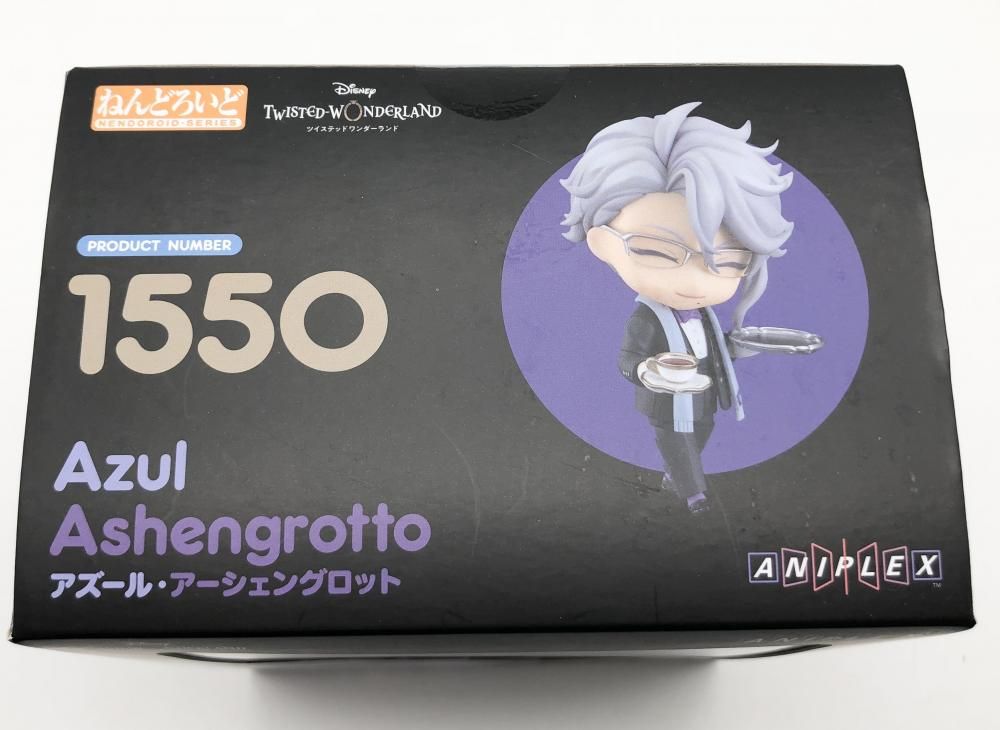 ねんどろいど
NENDOROID・SERIES
Disney
TWISTED-WONDERLAND
ツイステッドワンダーランド
PRODUCT NUMBER
1550
Azul
Ashengrotto
アズール・アーシェングロット
ANIPLEX
TM